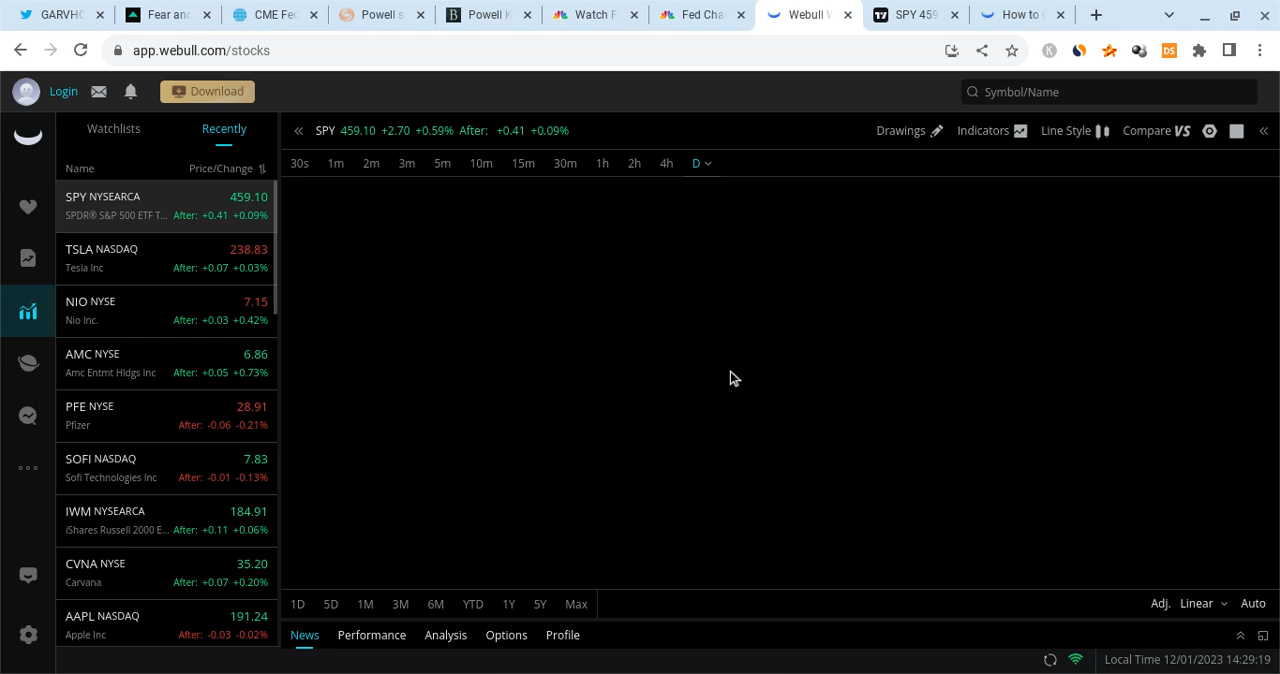 GARVHO
Fear and
CME Fed
Powell s
Powell K
Watch F
Fed Cha
Webull W
SPY 459
How to
app.webull.com/stocks
Login
Download
Symbol/Name
Watchlists
Recently
SPY 459.10 +2.70 +0.59% After: +0.41 +0.09%
Drawings
Indicators
Line Style
Compare VS
30s 1m 2m 3m 5m 10m 15m 30m 1h 2h 4h D
Name Price/Change
SPY NYSEARCA 459.10
SPDR® S&P 500 ETF T... After: +0.41 +0.09%
TSLA NASDAQ 238.83
Tesla Inc After: +0.07 +0.03%
NIO NYSE 7.15
Nio Inc. After: +0.03 +0.42%
AMC NYSE 6.86
Amc Entmt Hldgs Inc After: +0.05 +0.73%
PFE NYSE 28.91
Pfizer After: -0.06 -0.21%
SOFI NASDAQ 7.83
Sofi Technologies Inc After: -0.01 -0.13%
IWM NYSEARCA 184.91
iShares Russell 2000 E... After: +0.11 +0.06%
CVNA NYSE 35.20
Carvana After: +0.07 +0.20%
AAPL NASDAQ 191.24
Apple Inc After: -0.03 -0.02%
1D 5D 1M 3M 6M YTD 1Y 5Y Max
Adj. Linear Auto
News Performance Analysis Options Profile
Local Time 12/01/2023 14:29:19